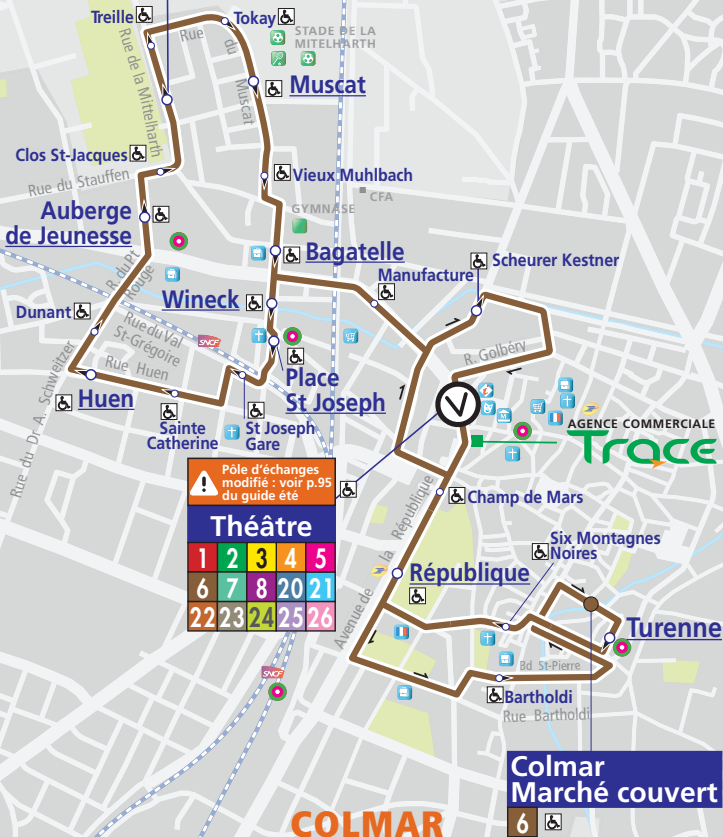 Treille
Tokay
STADE DE LA
MITELHARTH
Rue du Muscat
Rue de la Mittelharth
Muscat
Clos St-Jacques
Rue du Stauffen
Vieux Muhlbach
CFA
GYMNASE
Auberge
de Jeunesse
Bagatelle
Scheurer Kestner
Manufacture
R. du Pt
Rouge
Wineck
Dunant
Rue du Val
St-Grégoire
SNCF
R. Golbéry
Rue Huen
Place
St Joseph
Rue du Dr. A. Schweitzer
Huen
Sainte
Catherine
St Joseph
Gare
AGENCE COMMERCIALE
Trace
Pôle d'échanges
modifié : voir p.95
du guide été
Champ de Mars
Théâtre
1 2 3 4 5
6 7 8 20 21
22 23 24 25 26
Avenue de la République
Six Montagnes
Noires
République
Turenne
Bd St-Pierre
SNCF
Bartholdi
Rue Bartholdi
Colmar
Marché couvert
6
COLMAR